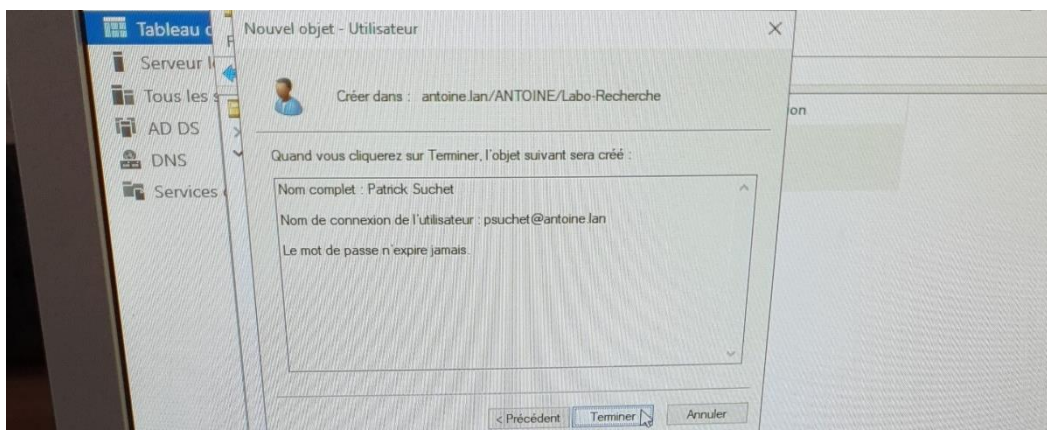 Tableau
Nouvel objet - Utilisateur
Serveur
Tous les
AD DS
DNS
Services
Créer dans : antoine.lan/ANTOINE/Labo-Recherche
Quand vous cliquerez sur Terminer, l'objet suivant sera créé :
Nom complet : Patrick Suchet
Nom de connexion de l'utilisateur : psuchet@antoine.lan
Le mot de passe n'expire jamais.
< Précédent
Terminer
Annuler